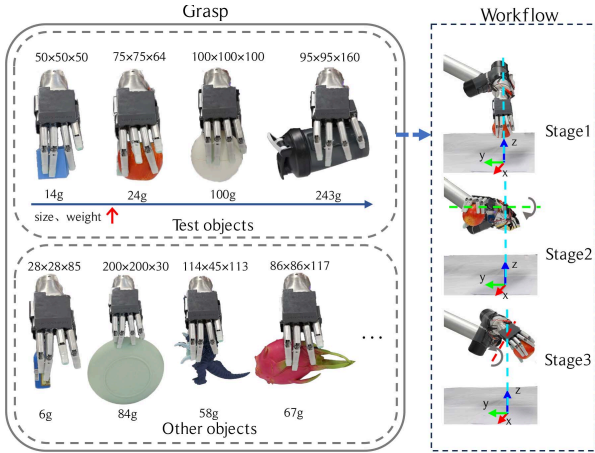 Grasp
Workflow
50×50×50 75×75×64 100×100×100 95×95×160
14g 24g 100g 243g
size、weight
Test objects
28×28×85 200×200×30 114×45×113 86×86×117
...
6g 84g 58g 67g
Other objects
Stage1
z
y
x
Stage2
z
y
x
Stage3
z
y
x